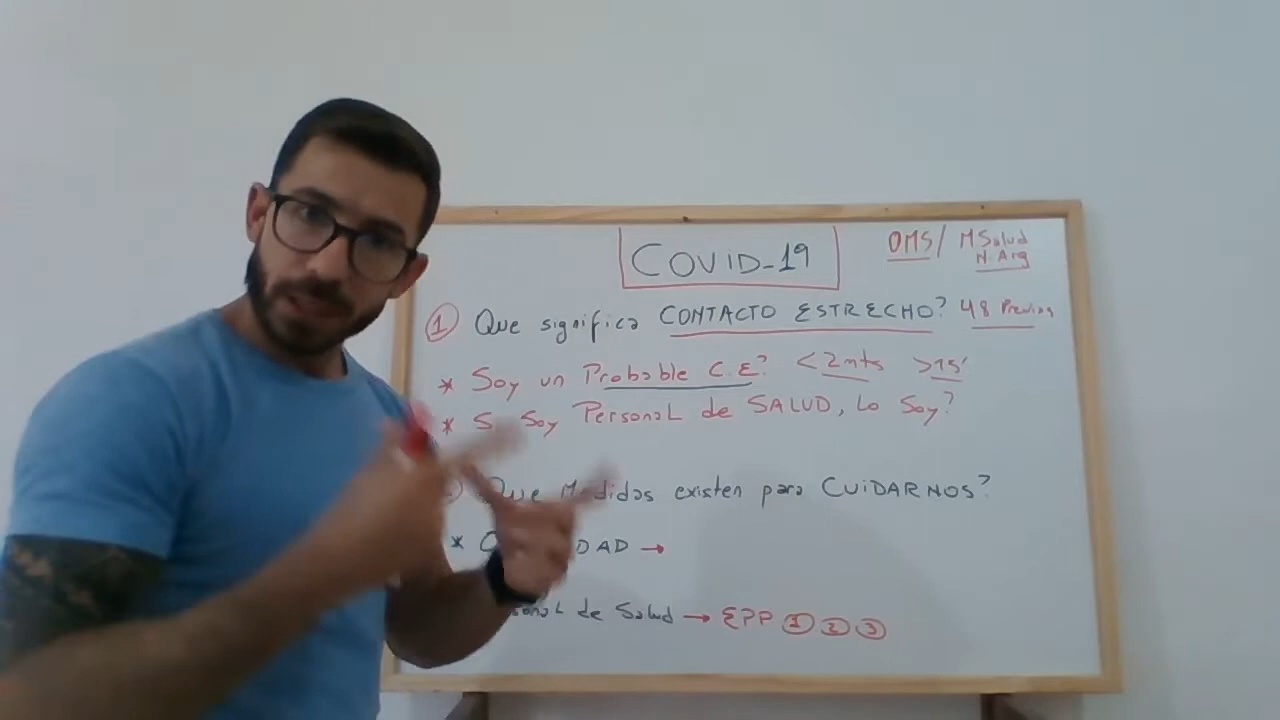 COVID-19
OMS/ MSalud
N. Arg
1 Que significa CONTACTO ESTRECHO? 48 Previas
* Soy un Probable C.E? <2mts >15'
* Soy Personal de SALUD, Lo Soy?
Que Medidas existen para CUIDARNOS?
* DAD →
de Salud → EPP 1 2 3